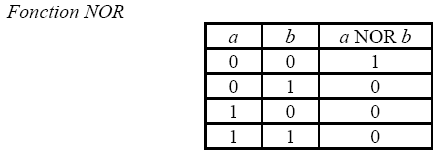 Fonction NOR
a b a NOR b
0 0 1
0 1 0
1 0 0
1 1 0